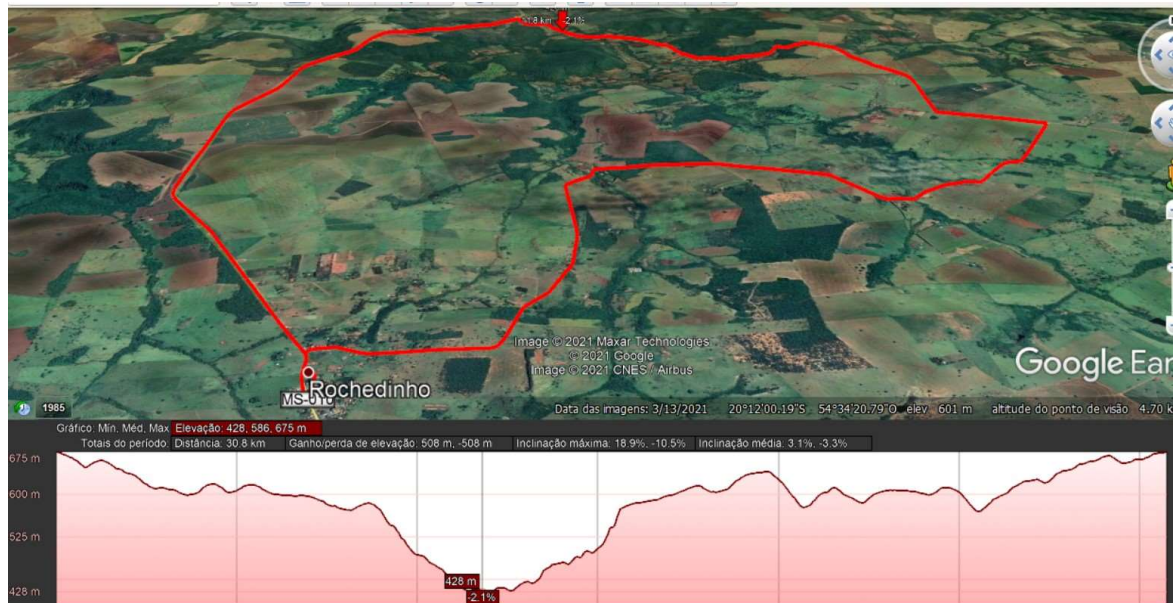 Rochedinho
Image © 2021 Maxar Technologies
© 2021 Google
Image © 2021 CNES / Airbus
Google Ear
1985
Data das imagens: 3/13/2021 20°12'00.19"S 54°34'20.79"O elev 601 m altitude do ponto de visão 4.70 k
Gráfico: Mín, Méd, Max Elevação: 428, 586, 675 m
Totais do período: Distância: 30.8 km Ganho/perda de elevação: 508 m, -508 m Inclinação máxima: 18.9%, -10.5% Inclinação média: 3.1%, -3.3%
675 m
600 m
525 m
428 m
428 m
-2.1%